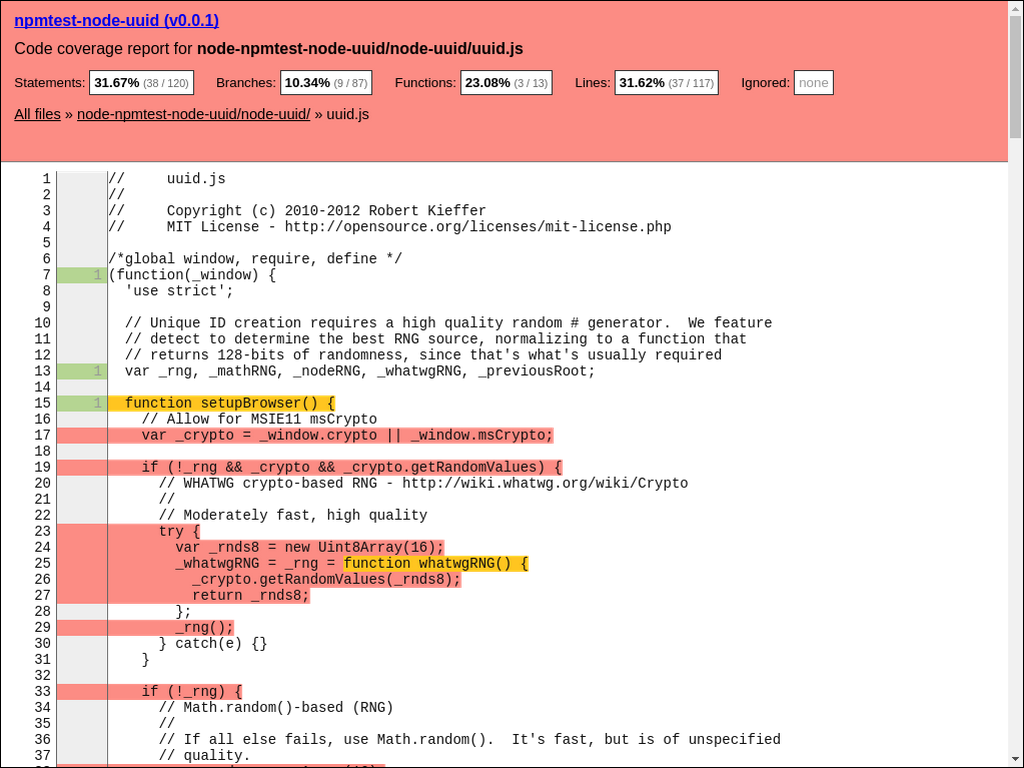 npmtest-node-uuid (v0.0.1)
Code coverage report for node-npmtest-node-uuid/node-uuid/uuid.js
Statements: 31.67% (38 / 120) Branches: 10.34% (9 / 87) Functions: 23.08% (3 / 13) Lines: 31.62% (37 / 117) Ignored: none
All files » node-npmtest-node-uuid/node-uuid/ » uuid.js
1 //     uuid.js
2 //
3 //     Copyright (c) 2010-2012 Robert Kieffer
4 //     MIT License - http://opensource.org/licenses/mit-license.php
5
6 /*global window, require, define */
7 1 (function(_window) {
8   'use strict';
9
10   // Unique ID creation requires a high quality random # generator.  We feature
11   // detect to determine the best RNG source, normalizing to a function that
12   // returns 128-bits of randomness, since that's what's usually required
13 1   var _rng, _mathRNG, _nodeRNG, _whatwgRNG, _previousRoot;
14
15 1   function setupBrowser() {
16     // Allow for MSIE11 msCrypto
17     var _crypto = _window.crypto || _window.msCrypto;
18
19     if (!_rng && _crypto && _crypto.getRandomValues) {
20       // WHATWG crypto-based RNG - http://wiki.whatwg.org/wiki/Crypto
21       //
22       // Moderately fast, high quality
23       try {
24         var _rnds8 = new Uint8Array(16);
25         _whatwgRNG = _rng = function whatwgRNG() {
26           _crypto.getRandomValues(_rnds8);
27           return _rnds8;
28         };
29         _rng();
30       } catch(e) {}
31     }
32
33     if (!_rng) {
34       // Math.random()-based (RNG)
35       //
36       // If all else fails, use Math.random().  It's fast, but is of unspecified
37       // quality.